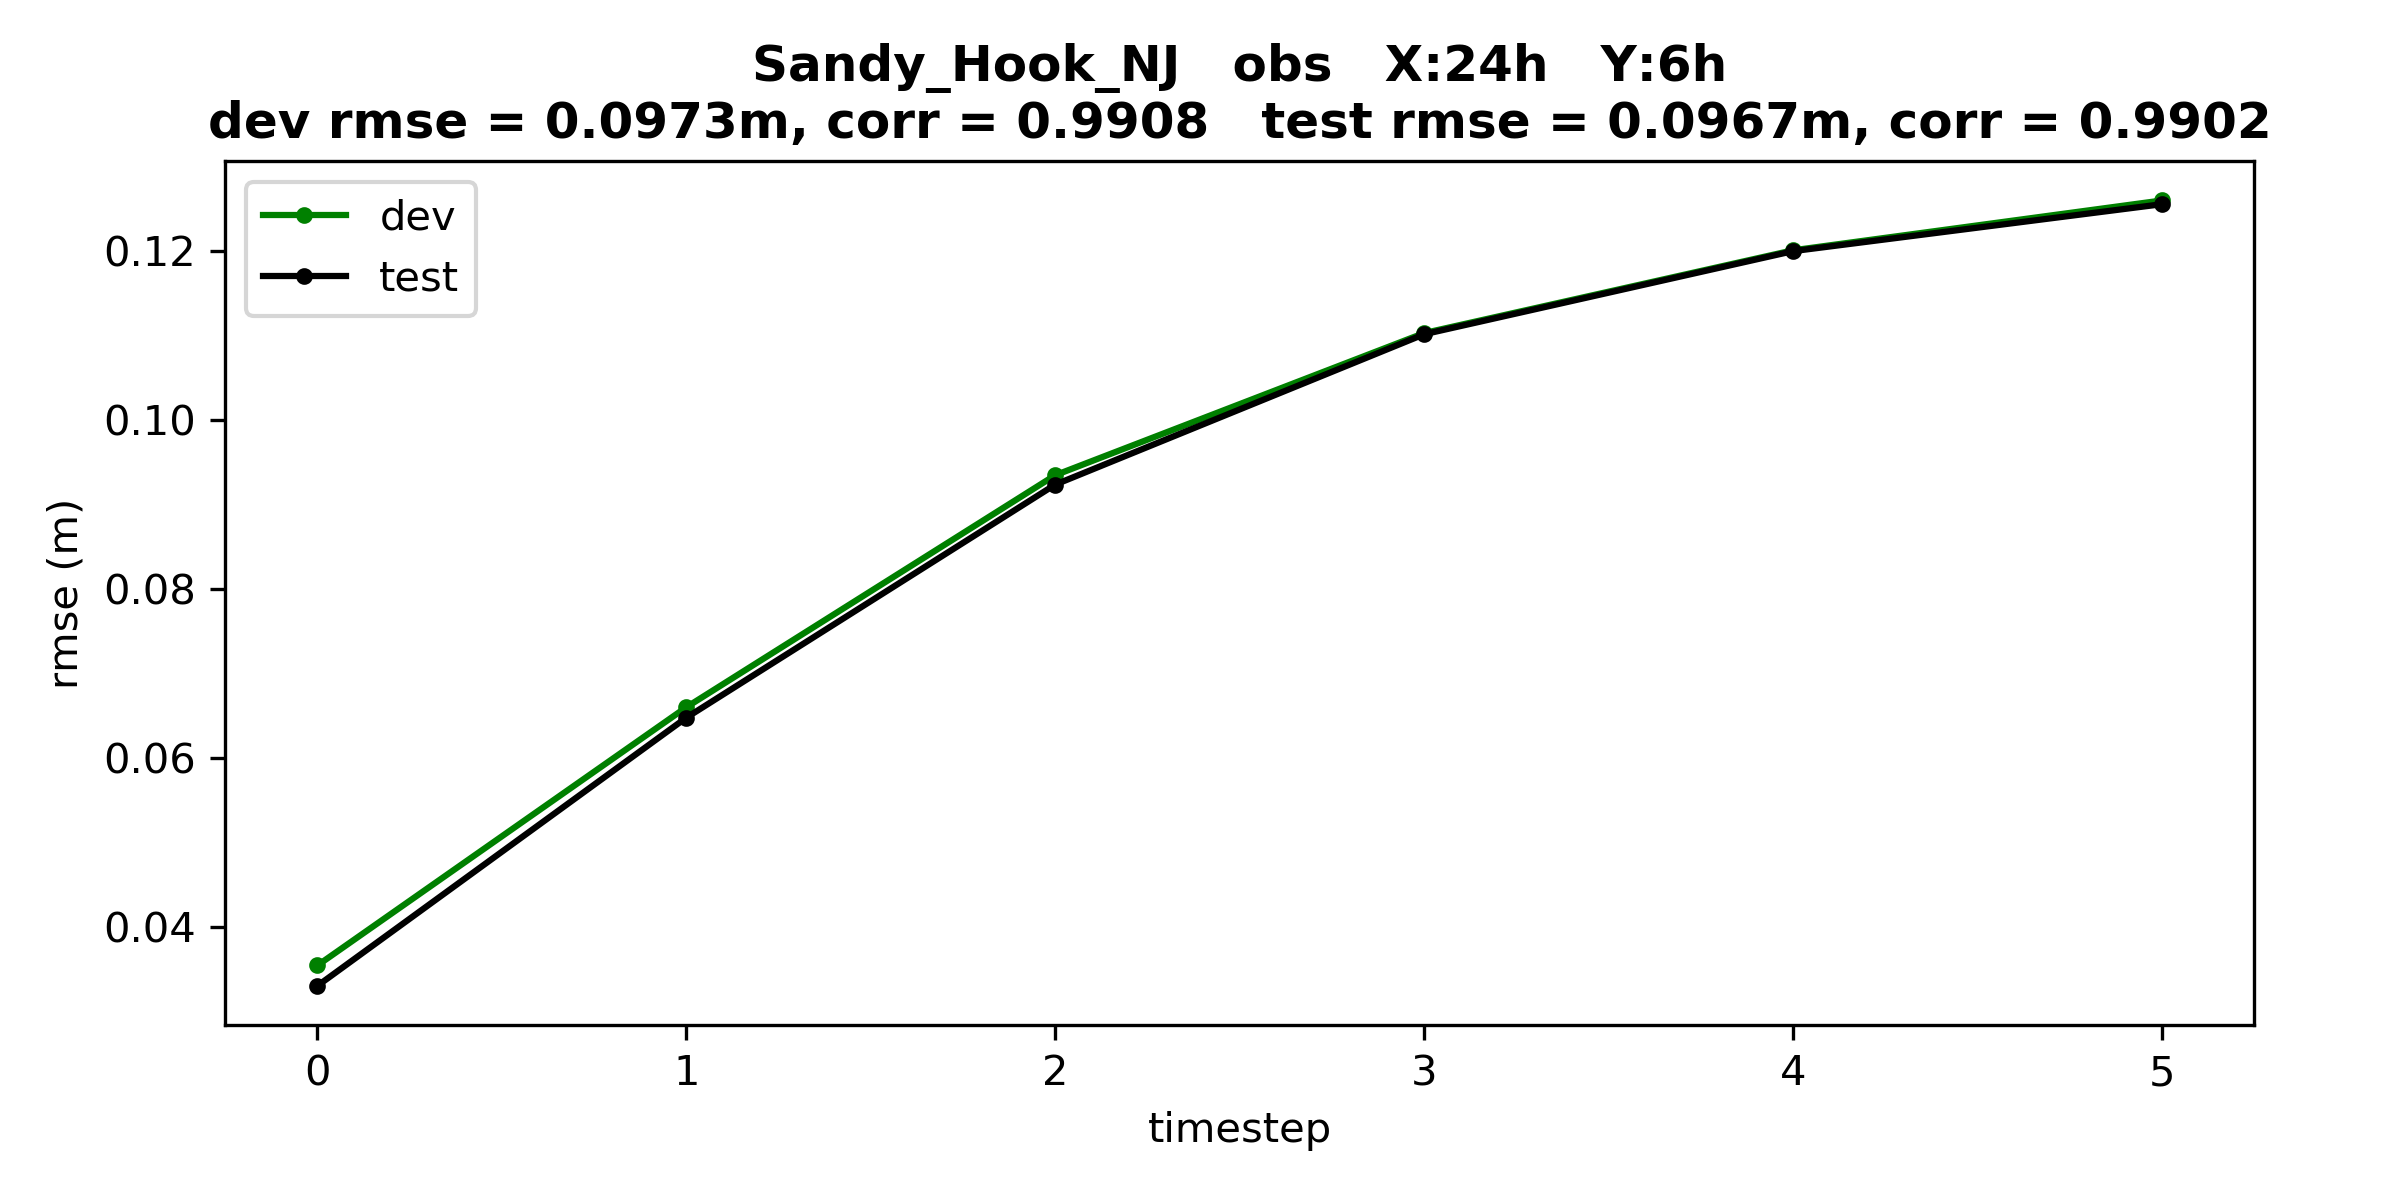 Sandy_Hook_NJ   obs   X:24h   Y:6h
dev rmse = 0.0973m, corr = 0.9908   test rmse = 0.0967m, corr = 0.9902
dev
test
0.12
0.10
0.08
0.06
0.04
rmse (m)
0 1 2 3 4 5
timestep